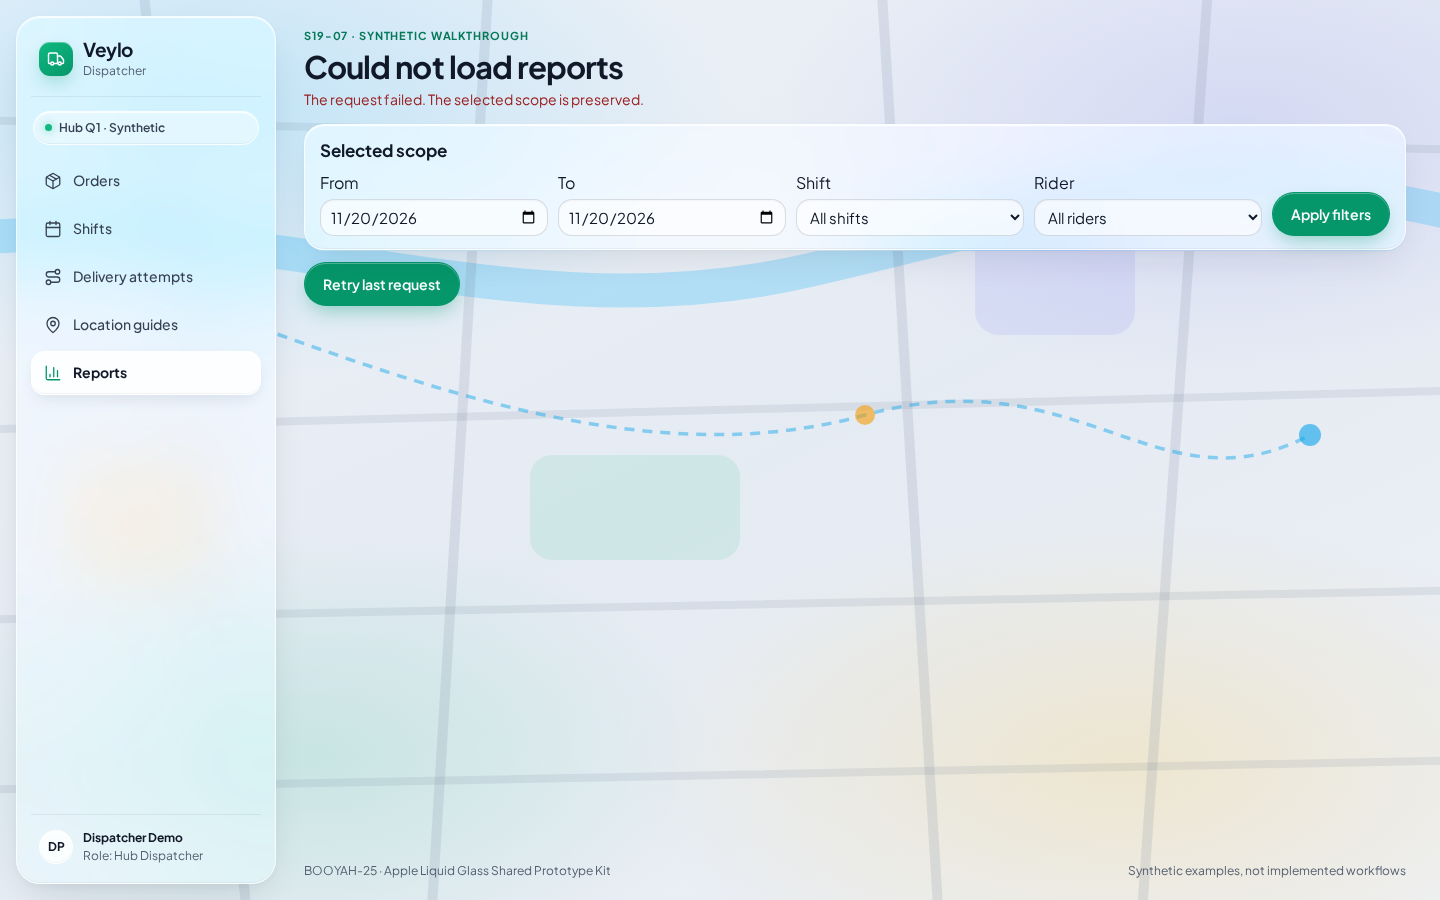 Veylo
Dispatcher
Hub Q1 · Synthetic
Orders
Shifts
Delivery attempts
Location guides
Reports
DP
Dispatcher Demo
Role: Hub Dispatcher
S19-07 · SYNTHETIC WALKTHROUGH
Could not load reports
The request failed. The selected scope is preserved.
Selected scope
From To Shift Rider
11/20/2026 11/20/2026 All shifts All riders Apply filters
Retry last request
BOOYAH-25 · Apple Liquid Glass Shared Prototype Kit
Synthetic examples, not implemented workflows